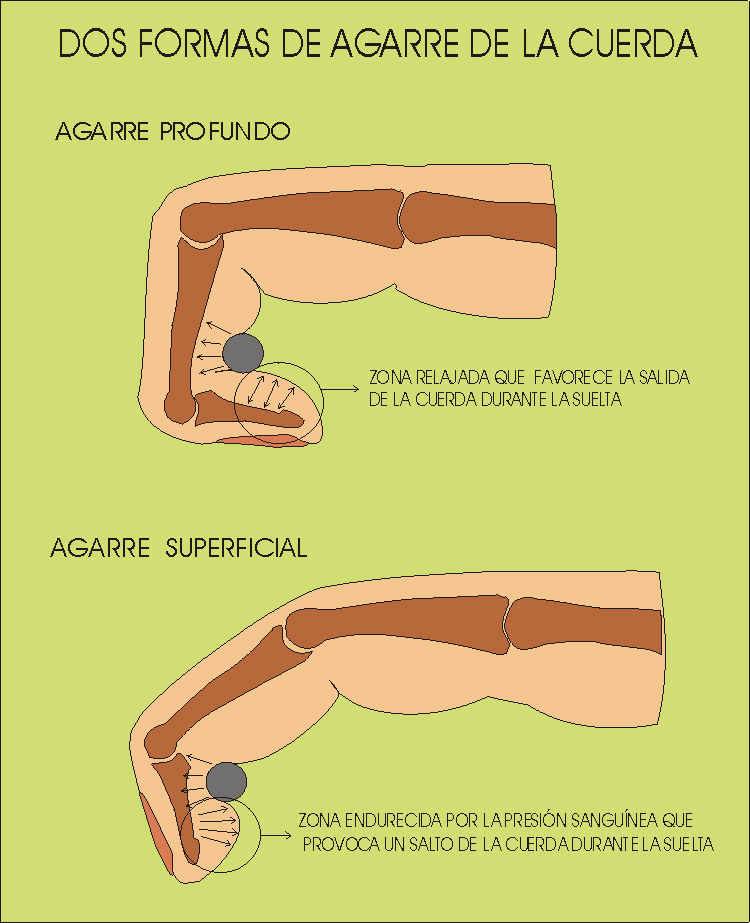 DOS FORMAS DE AGARRE DE LA CUERDA
AGARRE PROFUNDO
ZONA RELAJADA QUE FAVORECE LA SALIDA
DE LA CUERDA DURANTE LA SUELTA
AGARRE SUPERFICIAL
ZONA ENDURECIDA POR LA PRESIÓN SANGUÍNEA QUE
PROVOCA UN SALTO DE LA CUERDA DURANTE LA SUELTA